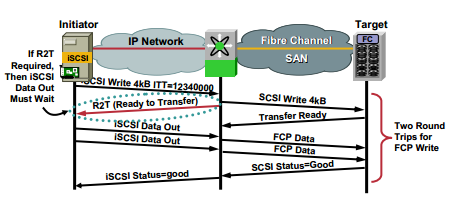 Initiator
Target
IP Network
Fibre Channel
SAN
iSCSI
FC
If R2T
Required,
Then iSCSI
Data Out
Must Wait
SCSI Write 4kB ITT=12340000
R2T (Ready to Transfer)
SCSI Write 4kB
Transfer Ready
iSCSI Data Out
iSCSI Data Out
FCP Data
FCP Data
Two Round
Trips for
FCP Write
SCSI Status=Good
iSCSI Status=good